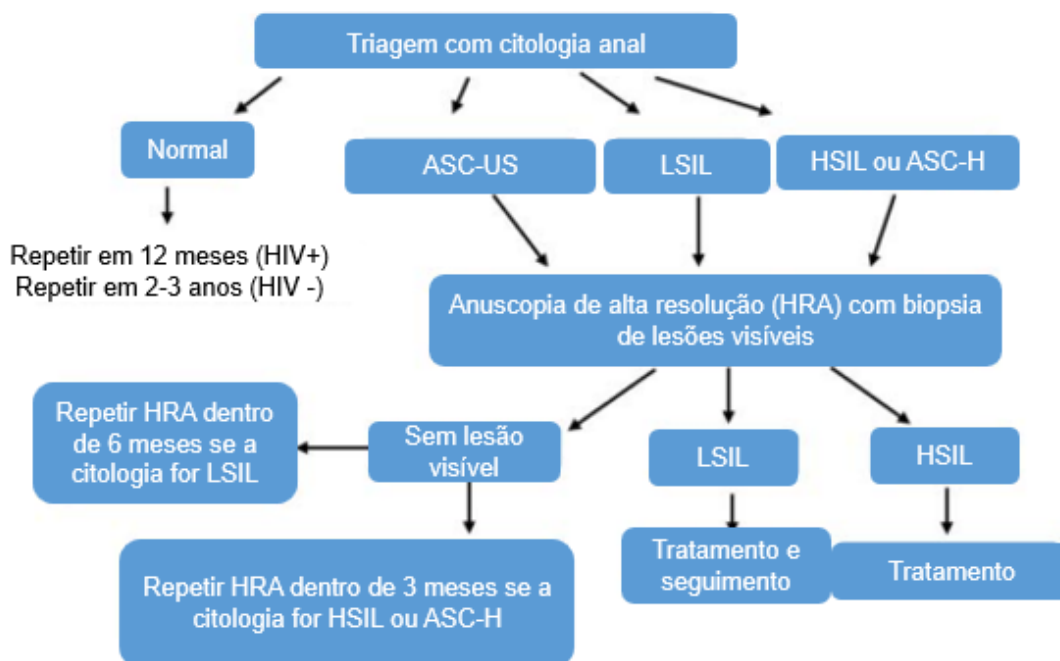 Triagem com citologia anal
Normal
ASC-US
LSIL
HSIL ou ASC-H
Repetir em 12 meses (HIV+)
Repetir em 2-3 anos (HIV -)
Anuscopia de alta resolução (HRA) com biopsia
de lesões visíveis
Repetir HRA dentro
de 6 meses se a
citologia for LSIL
Sem lesão
visível
LSIL
HSIL
Repetir HRA dentro de 3 meses se a
citologia for HSIL ou ASC-H
Tratamento e
seguimento
Tratamento